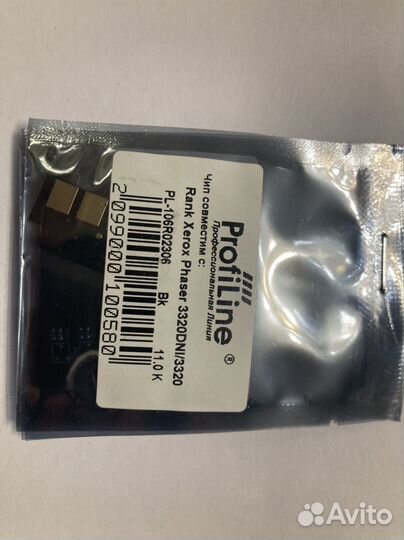 ProfiLine ®
Профессиональная Линия
Чип совместим с:
Rank Xerox Phaser 3320DNI/3320
PL-106R02306 Bk 11.0 K
2099000100580
Avito